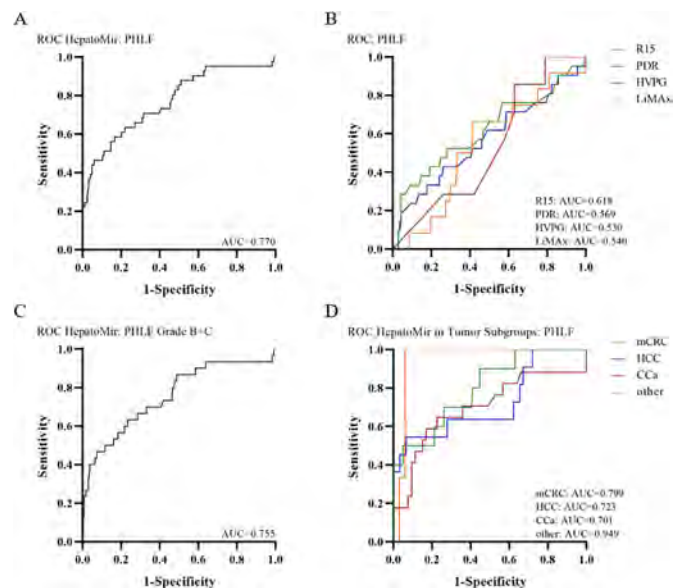 A
ROC HepatoMir: PHLF
1.0
0.8
0.6
0.4
0.2
0.0
Sensitivity
0.0 0.2 0.4 0.6 0.8 1.0
1-Specificity
AUC=0.770
B
ROC: PHLF
R15
PDR
HVPG
LiMAx
1.0
0.8
0.6
0.4
0.2
0.0
Sensitivity
0.0 0.2 0.4 0.6 0.8 1.0
1-Specificity
R15: AUC=0.618
PDR: AUC=0.569
HVPG: AUC=0.530
LiMAx: AUC=0.540
C
ROC HepatoMir: PHLF Grade B+C
1.0
0.8
0.6
0.4
0.2
0.0
Sensitivity
0.0 0.2 0.4 0.6 0.8 1.0
1-Specificity
AUC=0.755
D
ROC HepatoMir in Tumor Subgroups: PHLF
mCRC
HCC
CCa
other
1.0
0.8
0.6
0.4
0.2
0.0
Sensitivity
0.0 0.2 0.4 0.6 0.8 1.0
1-Specificity
mCRC: AUC=0.799
HCC: AUC=0.723
CCa: AUC=0.701
other: AUC=0.949